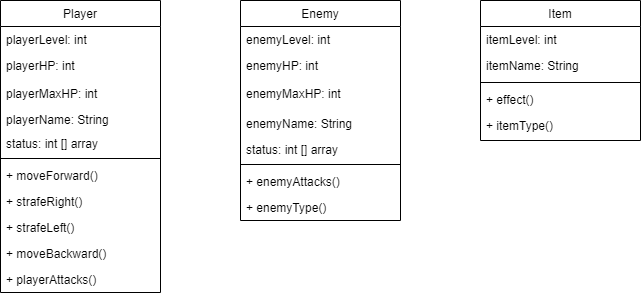 Player
playerLevel: int
playerHP: int
playerMaxHP: int
playerName: String
status: int [] array
+ moveForward()
+ strafeRight()
+ strafeLeft()
+ moveBackward()
+ playerAttacks()
Enemy
enemyLevel: int
enemyHP: int
enemyMaxHP: int
enemyName: String
status: int [] array
+ enemyAttacks()
+ enemyType()
Item
itemLevel: int
itemName: String
+ effect()
+ itemType()